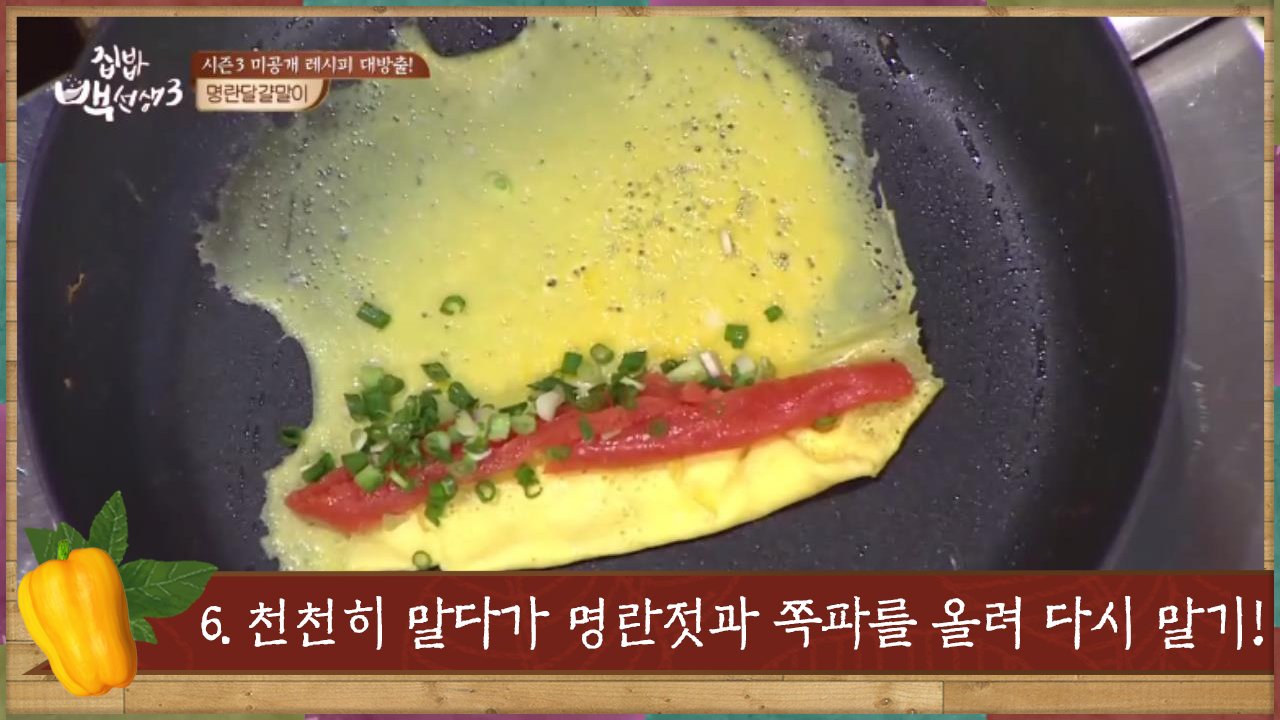 집밥
백선생3
시즌3 미공개 레시피 대방출!
명란달걀말이
6. 천천히 말다가 명란젓과 쪽파를 올려 다시 말기!